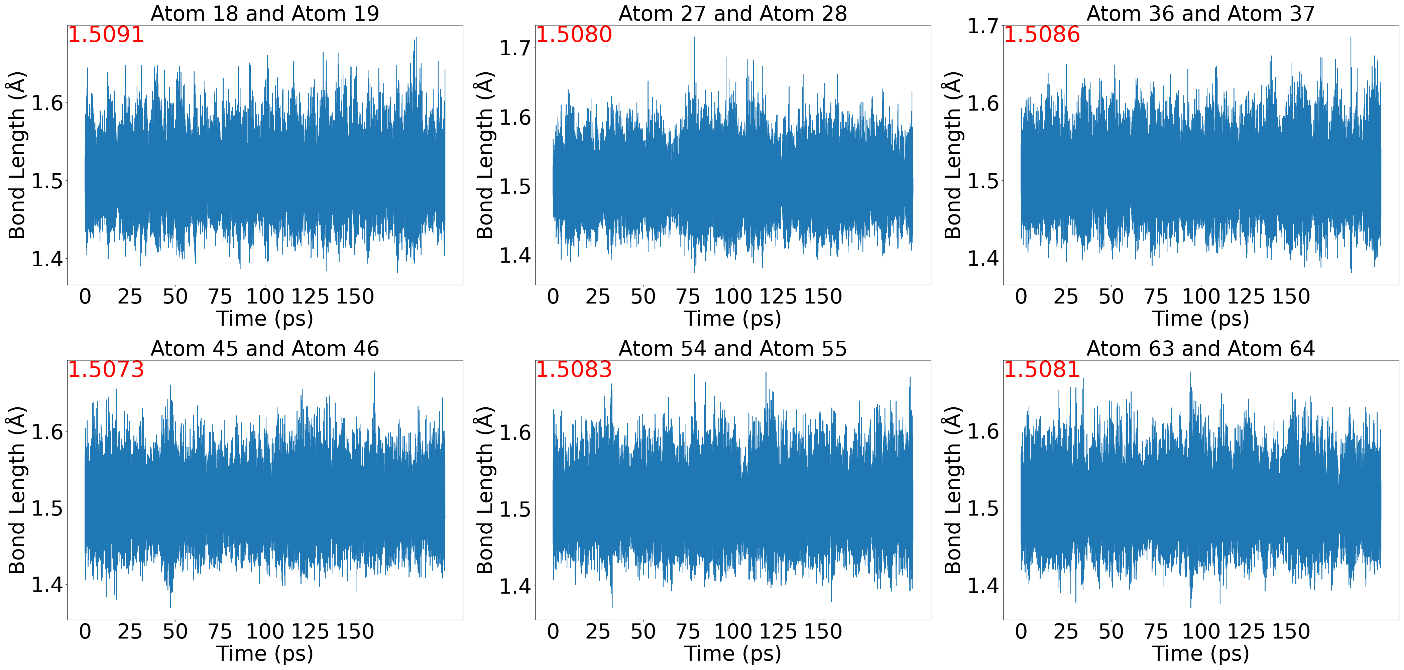 Atom 18 and Atom 19
1.5091
Bond Length (Å)
1.6
1.5
1.4
0 25 50 75 100 125 150
Time (ps)
Atom 27 and Atom 28
1.5080
Bond Length (Å)
1.7
1.6
1.5
1.4
0 25 50 75 100 125 150
Time (ps)
Atom 36 and Atom 37
1.5086
Bond Length (Å)
1.7
1.6
1.5
1.4
0 25 50 75 100 125 150
Time (ps)
Atom 45 and Atom 46
1.5073
Bond Length (Å)
1.6
1.5
1.4
0 25 50 75 100 125 150
Time (ps)
Atom 54 and Atom 55
1.5083
Bond Length (Å)
1.6
1.5
1.4
0 25 50 75 100 125 150
Time (ps)
Atom 63 and Atom 64
1.5081
Bond Length (Å)
1.6
1.5
1.4
0 25 50 75 100 125 150
Time (ps)